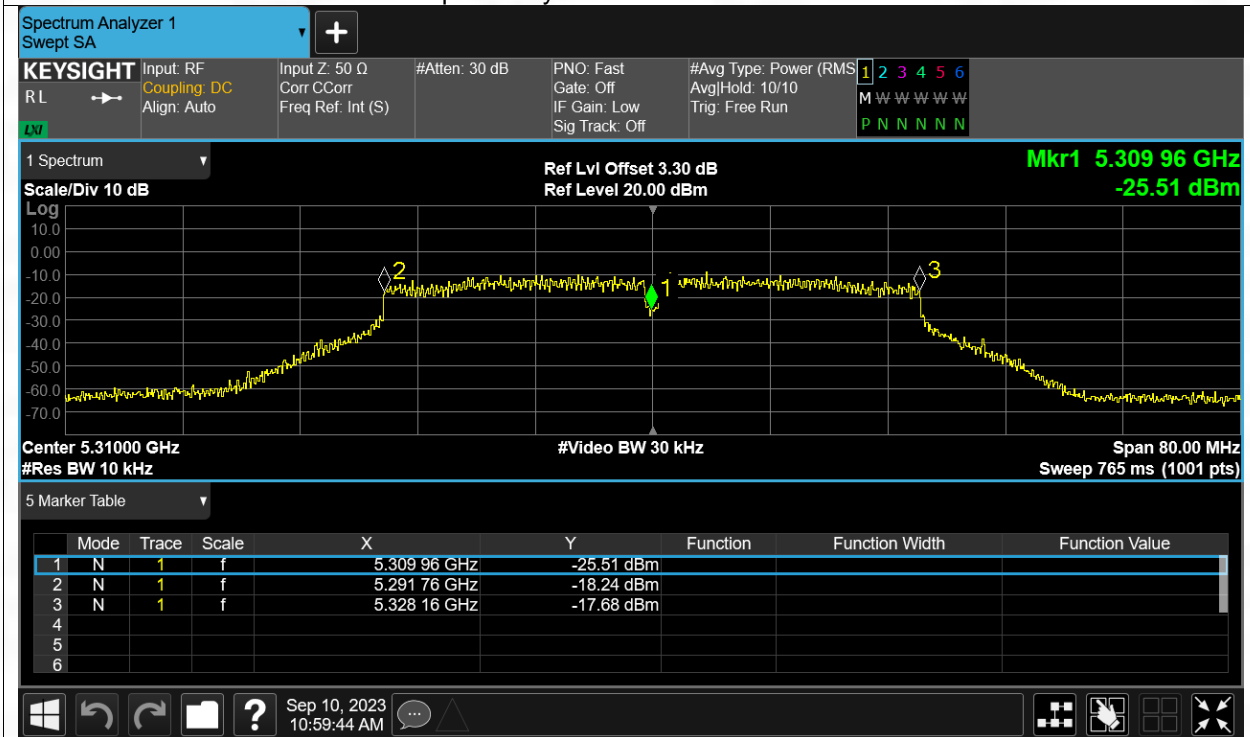 Spectrum Analyzer 1
Swept SA
+
KEYSIGHT Input: RF Input Z: 50 Ω #Atten: 30 dB PNO: Fast #Avg Type: Power (RMS 1 2 3 4 5 6
RL Coupling: DC Corr CCorr Gate: Off Avg|Hold: 10/10 M W W W W W
Align: Auto Freq Ref: Int (S) IF Gain: Low Trig: Free Run
LXI Sig Track: Off P N N N N N
1 Spectrum Ref Lvl Offset 3.30 dB Mkr1 5.309 96 GHz
Scale/Div 10 dB Ref Level 20.00 dBm -25.51 dBm
Log
10.0
0.00
-10.0 2 3
-20.0 1
-30.0
-40.0
-50.0
-60.0
-70.0
Center 5.31000 GHz #Video BW 30 kHz Span 80.00 MHz
#Res BW 10 kHz Sweep 765 ms (1001 pts)
5 Marker Table
Mode Trace Scale X Y Function Function Width Function Value
1 N 1 f 5.309 96 GHz -25.51 dBm
2 N 1 f 5.291 76 GHz -18.24 dBm
3 N 1 f 5.328 16 GHz -17.68 dBm
4
5
6
? Sep 10, 2023
10:59:44 AM